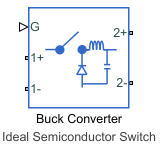 G
2+
1+
1-
2-
Buck Converter
Ideal Semiconductor Switch